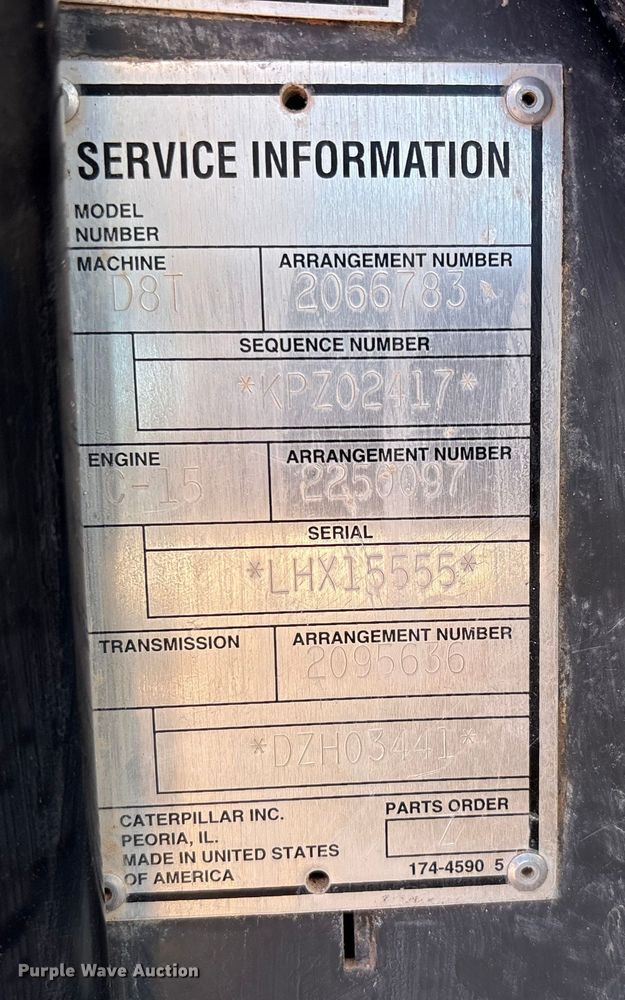 SERVICE INFORMATION
MODEL
NUMBER
MACHINE ARRANGEMENT NUMBER
D8T 2066783
SEQUENCE NUMBER
*KPZ02417*
ENGINE ARRANGEMENT NUMBER
C-15 2250097
SERIAL
*LHX15555*
TRANSMISSION ARRANGEMENT NUMBER
2095636
*DZH03441*
CATERPILLAR INC.
PEORIA, IL.
MADE IN UNITED STATES
OF AMERICA
PARTS ORDER
Z
174-4590 5
Purple Wave Auction